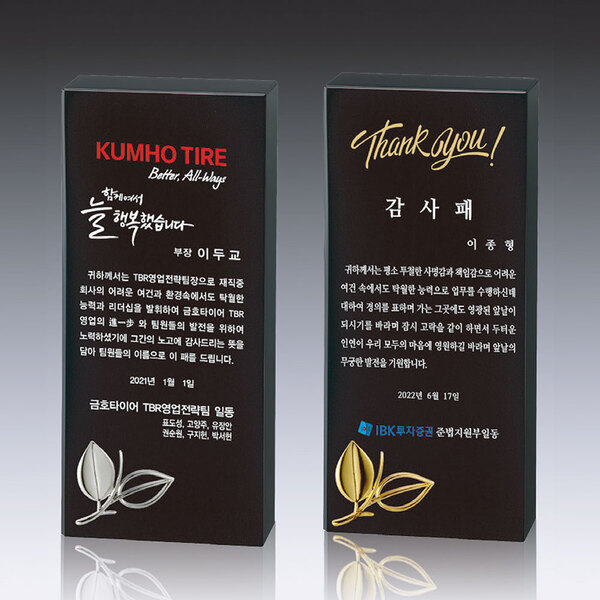 KUMHO TIRE
Better, All-Ways
함께여서
늘 행복했습니다
부장 이두교
귀하께서는 TBR영업전략팀장으로 재직중
회사의 어려운 여건과 환경속에서도 탁월한
능력과 리더십을 발휘하여 금호타이어 TBR
영업의 進一步 와 팀원들의 발전을 위하여
노력하셨기에 그간의 노고에 감사드리는 뜻을
담아 팀원들의 이름으로 이 패를 드립니다.
2021년 1월 1일
금호타이어 TBR영업전략팀 일동
표도성, 고양주, 유장안
권순원, 구지헌, 박서현
Thank you!
감사패
이종형
귀하께서는 평소 투철한 사명감과 책임감으로 어려운
여건 속에서도 탁월한 능력으로 업무를 수행하신데
대하여 경의를 표하며 가는 그곳에도 영광된 앞날이
되시기를 바라며 감시 고락을 같이 하면서 두터운
인연이 우리 모두의 마음에 영원하길 바라며 앞날의
무궁한 발전을 기원합니다.
2022년 6월 17일
IBK투자증권 준법지원부일동